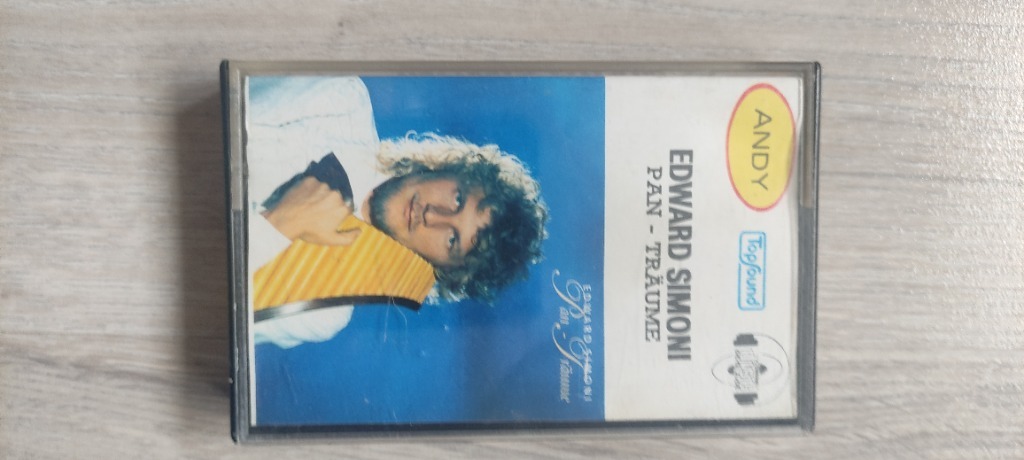 ANDY
TopSound
EDWARD SIMONI
PAN - TRÄUME
EDWARD SIMONI
Pan - Träume